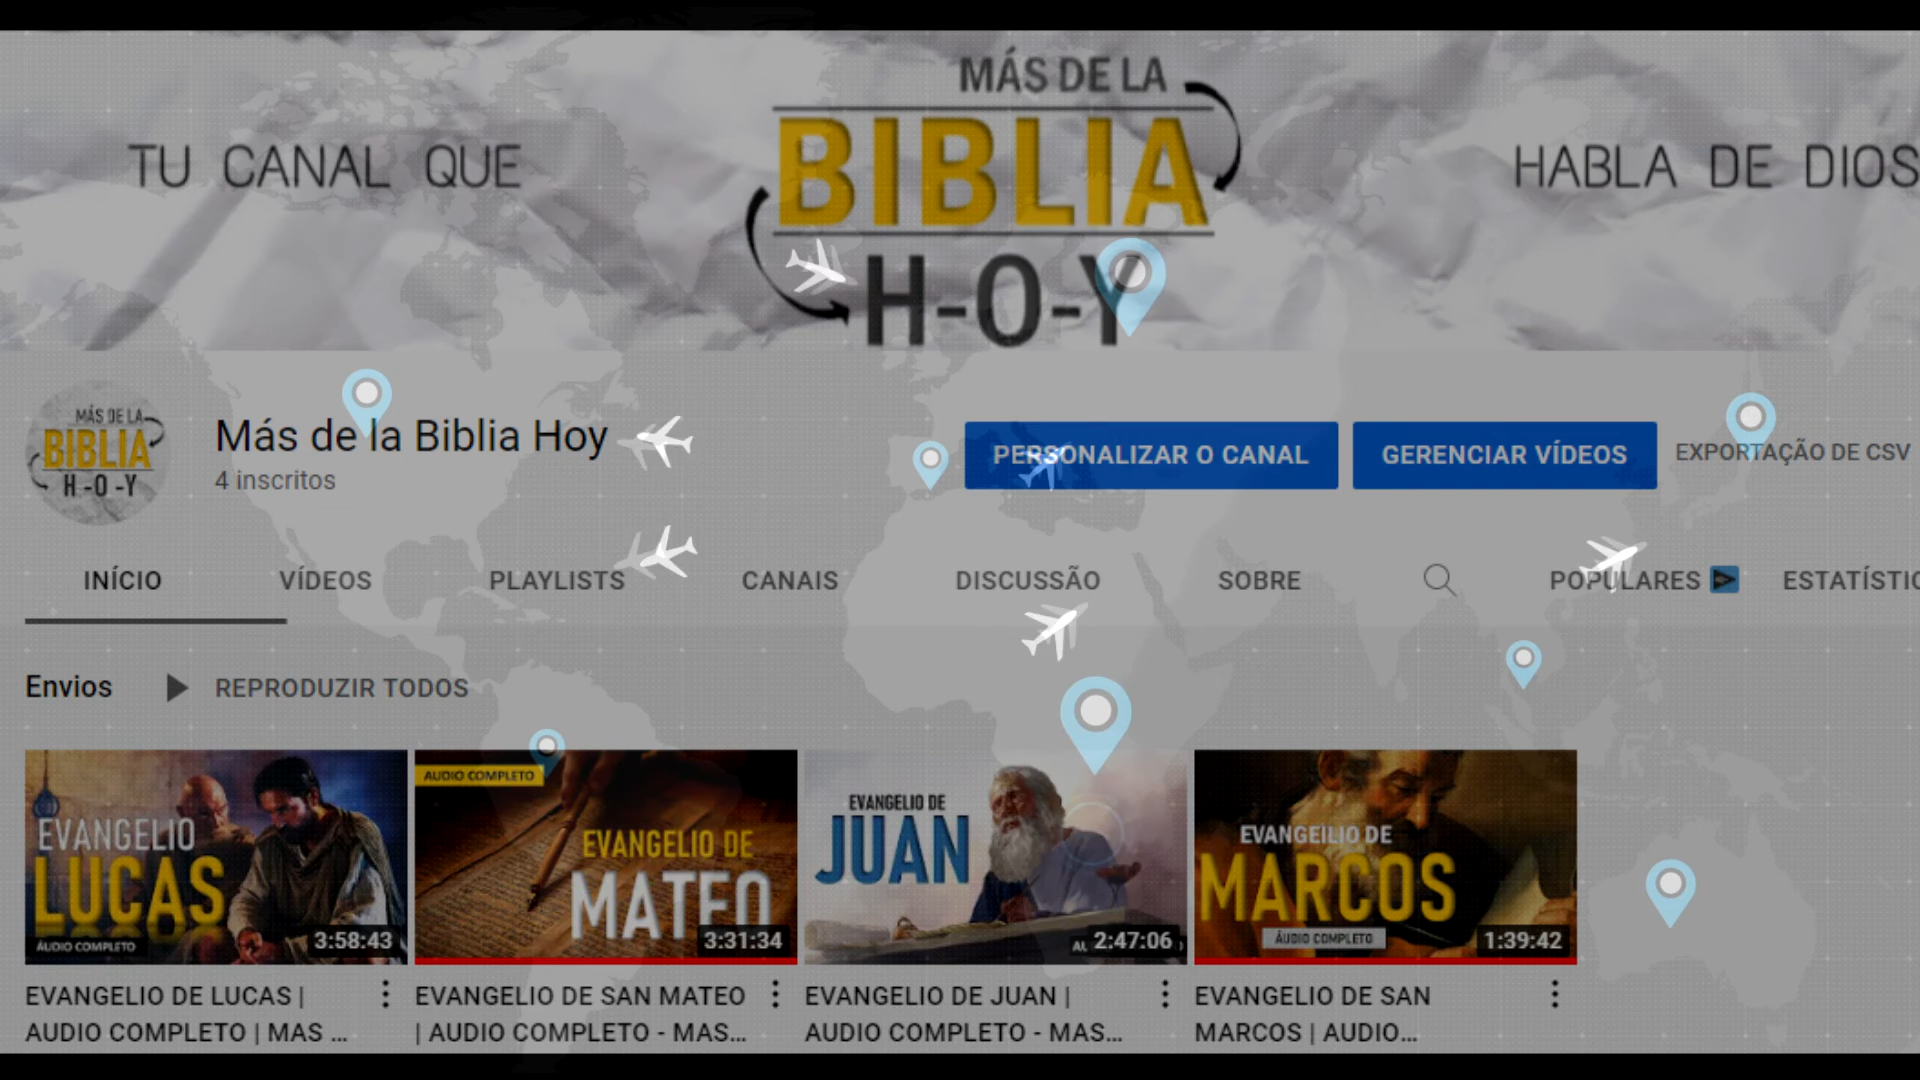 MÁS DE LA
BIBLIA
H-O-Y
TU CANAL QUE
HABLA DE DIOS
MÁS DE LA
BIBLIA
H-O-Y
Más de la Biblia Hoy
4 inscritos
PERSONALIZAR O CANAL
GERENCIAR VÍDEOS
EXPORTAÇÃO DE CSV
INÍCIO
VÍDEOS
PLAYLISTS
CANAIS
DISCUSSÃO
SOBRE
POPULARES
ESTATÍSTIC
Envios
REPRODUZIR TODOS
EVANGELIO
LUCAS
ÁUDIO COMPLETO
3:58:43
AUDIO COMPLETO
EVANGELIO DE
MATEO
3:31:34
EVANGELIO DE
JUAN
2:47:06
EVANGEILIO DE
MARCOS
ÁUDIO COMPLETO
1:39:42
EVANGELIO DE LUCAS |
AUDIO COMPLETO | MAS ...
EVANGELIO DE SAN MATEO
| AUDIO COMPLETO - MAS...
EVANGELIO DE JUAN |
AUDIO COMPLETO - MAS...
EVANGELIO DE SAN
MARCOS | AUDIO...